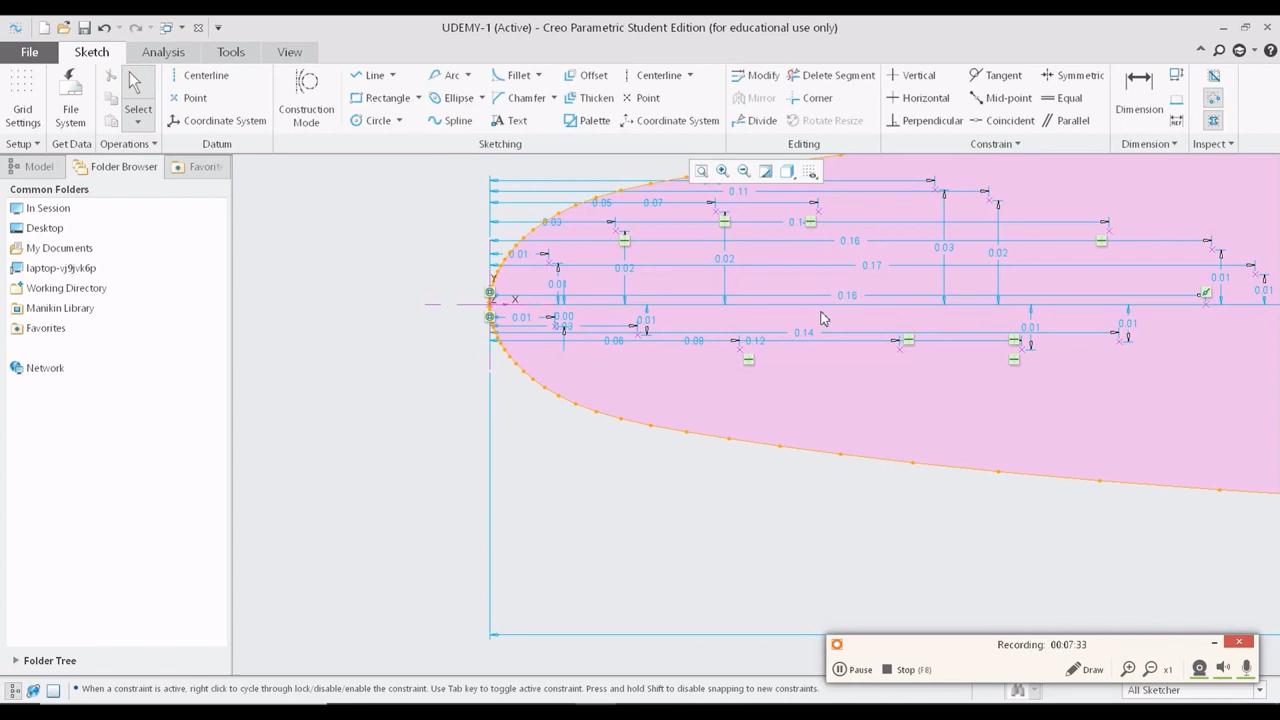 UDEMY-1 (Active) - Creo Parametric Student Edition (for educational use only)
File Sketch Analysis Tools View
Grid Settings
File System
Select
Centerline
Point
Coordinate System
Construction Mode
Line Arc Fillet Offset Centerline
Rectangle Ellipse Chamfer Thicken Point
Circle Spline Text Palette Coordinate System
Modify Delete Segment
Mirror Corner
Divide Rotate Resize
Vertical Tangent Symmetric
Horizontal Mid-point Equal
Perpendicular Coincident Parallel
Dimension
Setup Get Data Operations Datum Sketching Editing Constrain Dimension Inspect
Model Folder Browser Favorit
Common Folders
In Session
Desktop
My Documents
laptop-vj9jvk6p
Working Directory
Manikin Library
Favorites
Network
Folder Tree
0.11
0.05 0.07
0.03
0.16
0.03 0.02
0.01
0.02 0.02
0.17
0.01
0.01 0.01
0.16
Y
X
0.01 0.00 0.01 0.01 0.01
0.14
0.06 0.09 0.12
Recording: 00:07:33
Pause Stop (F8) Draw x1
When a constraint is active, right click to cycle through lock/disable/enable the constraint. Use Tab key to toggle active constraint. Press and hold Shift to disable snapping to new constraints.
All Sketcher